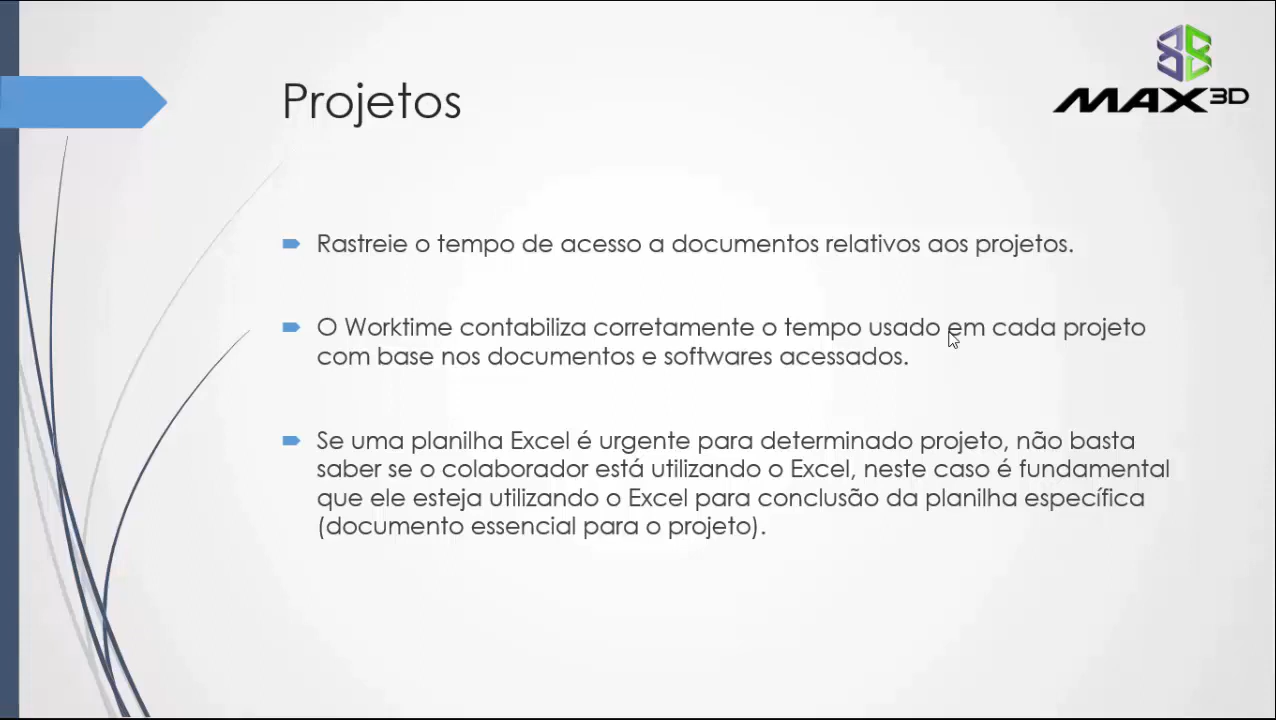 Projetos
MAX3D
Rastreie o tempo de acesso a documentos relativos aos projetos.
O Worktime contabiliza corretamente o tempo usado em cada projeto
com base nos documentos e softwares acessados.
Se uma planilha Excel é urgente para determinado projeto, não basta
saber se o colaborador está utilizando o Excel, neste caso é fundamental
que ele esteja utilizando o Excel para conclusão da planilha específica
(documento essencial para o projeto).